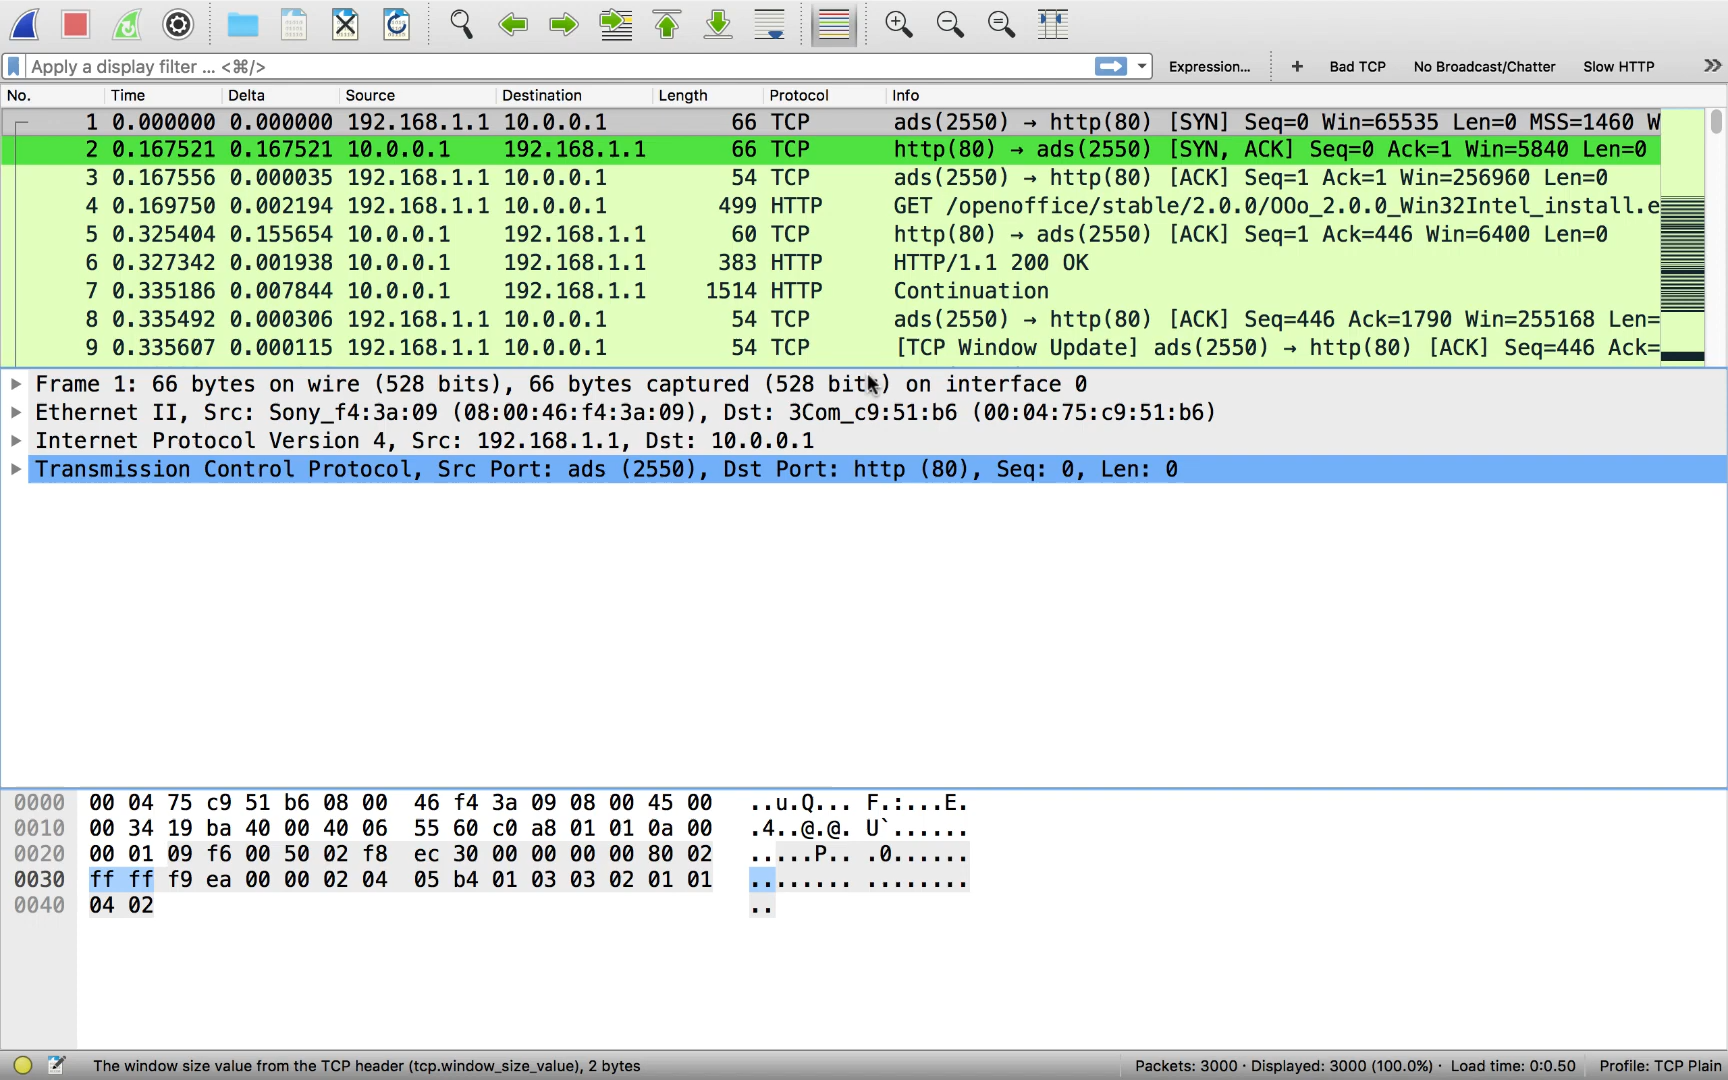 Apply a display filter ... <⌘/>
Expression... + Bad TCP No Broadcast/Chatter Slow HTTP »
No. Time Delta Source Destination Length Protocol Info
1 0.000000 0.000000 192.168.1.1 10.0.0.1 66 TCP ads(2550) → http(80) [SYN] Seq=0 Win=65535 Len=0 MSS=1460 W
2 0.167521 0.167521 10.0.0.1 192.168.1.1 66 TCP http(80) → ads(2550) [SYN, ACK] Seq=0 Ack=1 Win=5840 Len=0
3 0.167556 0.000035 192.168.1.1 10.0.0.1 54 TCP ads(2550) → http(80) [ACK] Seq=1 Ack=1 Win=256960 Len=0
4 0.169750 0.002194 192.168.1.1 10.0.0.1 499 HTTP GET /openoffice/stable/2.0.0/OOo_2.0.0_Win32Intel_install.e
5 0.325404 0.155654 10.0.0.1 192.168.1.1 60 TCP http(80) → ads(2550) [ACK] Seq=1 Ack=446 Win=6400 Len=0
6 0.327342 0.001938 10.0.0.1 192.168.1.1 383 HTTP HTTP/1.1 200 OK
7 0.335186 0.007844 10.0.0.1 192.168.1.1 1514 HTTP Continuation
8 0.335492 0.000306 192.168.1.1 10.0.0.1 54 TCP ads(2550) → http(80) [ACK] Seq=446 Ack=1790 Win=255168 Len=
9 0.335607 0.000115 192.168.1.1 10.0.0.1 54 TCP [TCP Window Update] ads(2550) → http(80) [ACK] Seq=446 Ack=
Frame 1: 66 bytes on wire (528 bits), 66 bytes captured (528 bits) on interface 0
Ethernet II, Src: Sony_f4:3a:09 (08:00:46:f4:3a:09), Dst: 3Com_c9:51:b6 (00:04:75:c9:51:b6)
Internet Protocol Version 4, Src: 192.168.1.1, Dst: 10.0.0.1
Transmission Control Protocol, Src Port: ads (2550), Dst Port: http (80), Seq: 0, Len: 0
0000 00 04 75 c9 51 b6 08 00 46 f4 3a 09 08 00 45 00 ..u.Q... F.:...E.
0010 00 34 19 ba 40 00 40 06 55 60 c0 a8 01 01 0a 00 .4..@.@. U`......
0020 00 01 09 f6 00 50 02 f8 ec 30 00 00 00 00 80 02 .....P.. .0......
0030 ff ff f9 ea 00 00 02 04 05 b4 01 03 03 02 01 01 ........ ........
0040 04 02 ..
The window size value from the TCP header (tcp.window_size_value), 2 bytes
Packets: 3000 · Displayed: 3000 (100.0%) · Load time: 0:0.50
Profile: TCP Plain